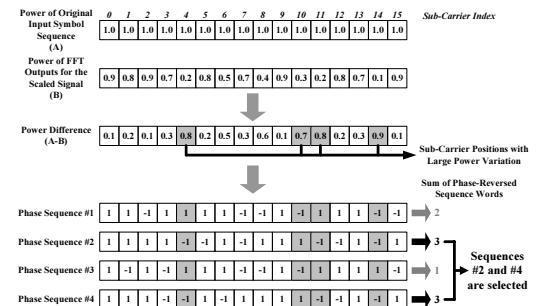 Power of Original Input Symbol Sequence (A)
0 1 2 3 4 5 6 7 8 9 10 11 12 13 14 15 Sub-Carrier Index
1.0 1.0 1.0 1.0 1.0 1.0 1.0 1.0 1.0 1.0 1.0 1.0 1.0 1.0 1.0 1.0
Power of FFT Outputs for the Scaled Signal (B)
0.9 0.8 0.9 0.7 0.2 0.8 0.5 0.7 0.4 0.9 0.3 0.2 0.8 0.7 0.1 0.9
Power Difference (A-B)
0.1 0.2 0.1 0.3 0.8 0.2 0.5 0.3 0.6 0.1 0.7 0.8 0.2 0.3 0.9 0.1
Sub-Carrier Positions with Large Power Variation
Sum of Phase-Reversed Sequence Words
Phase Sequence #1 1 1 -1 1 1 1 1 -1 -1 1 -1 1 1 1 -1 -1 2
Phase Sequence #2 1 1 1 1 -1 -1 1 -1 1 1 1 -1 -1 1 -1 1 3
Phase Sequence #3 1 -1 1 -1 1 1 1 -1 -1 1 -1 1 1 1 1 -1 1
Phase Sequence #4 1 1 1 -1 -1 1 -1 1 1 1 1 -1 -1 1 -1 1 3
Sequences #2 and #4 are selected